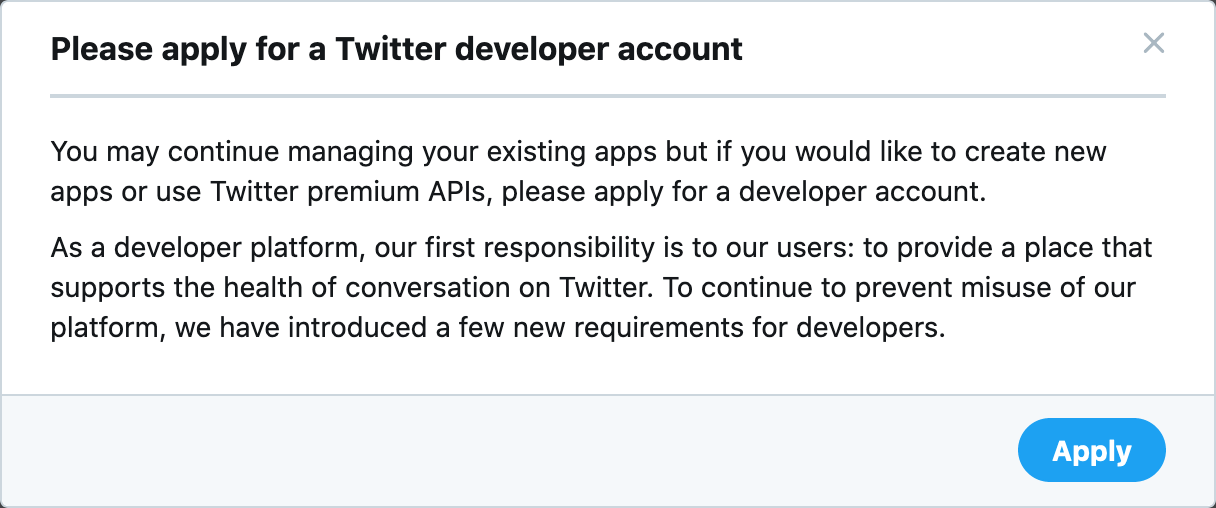 Please apply for a Twitter developer account
You may continue managing your existing apps but if you would like to create new
apps or use Twitter premium APIs, please apply for a developer account.
As a developer platform, our first responsibility is to our users: to provide a place that
supports the health of conversation on Twitter. To continue to prevent misuse of our
platform, we have introduced a few new requirements for developers.
Apply